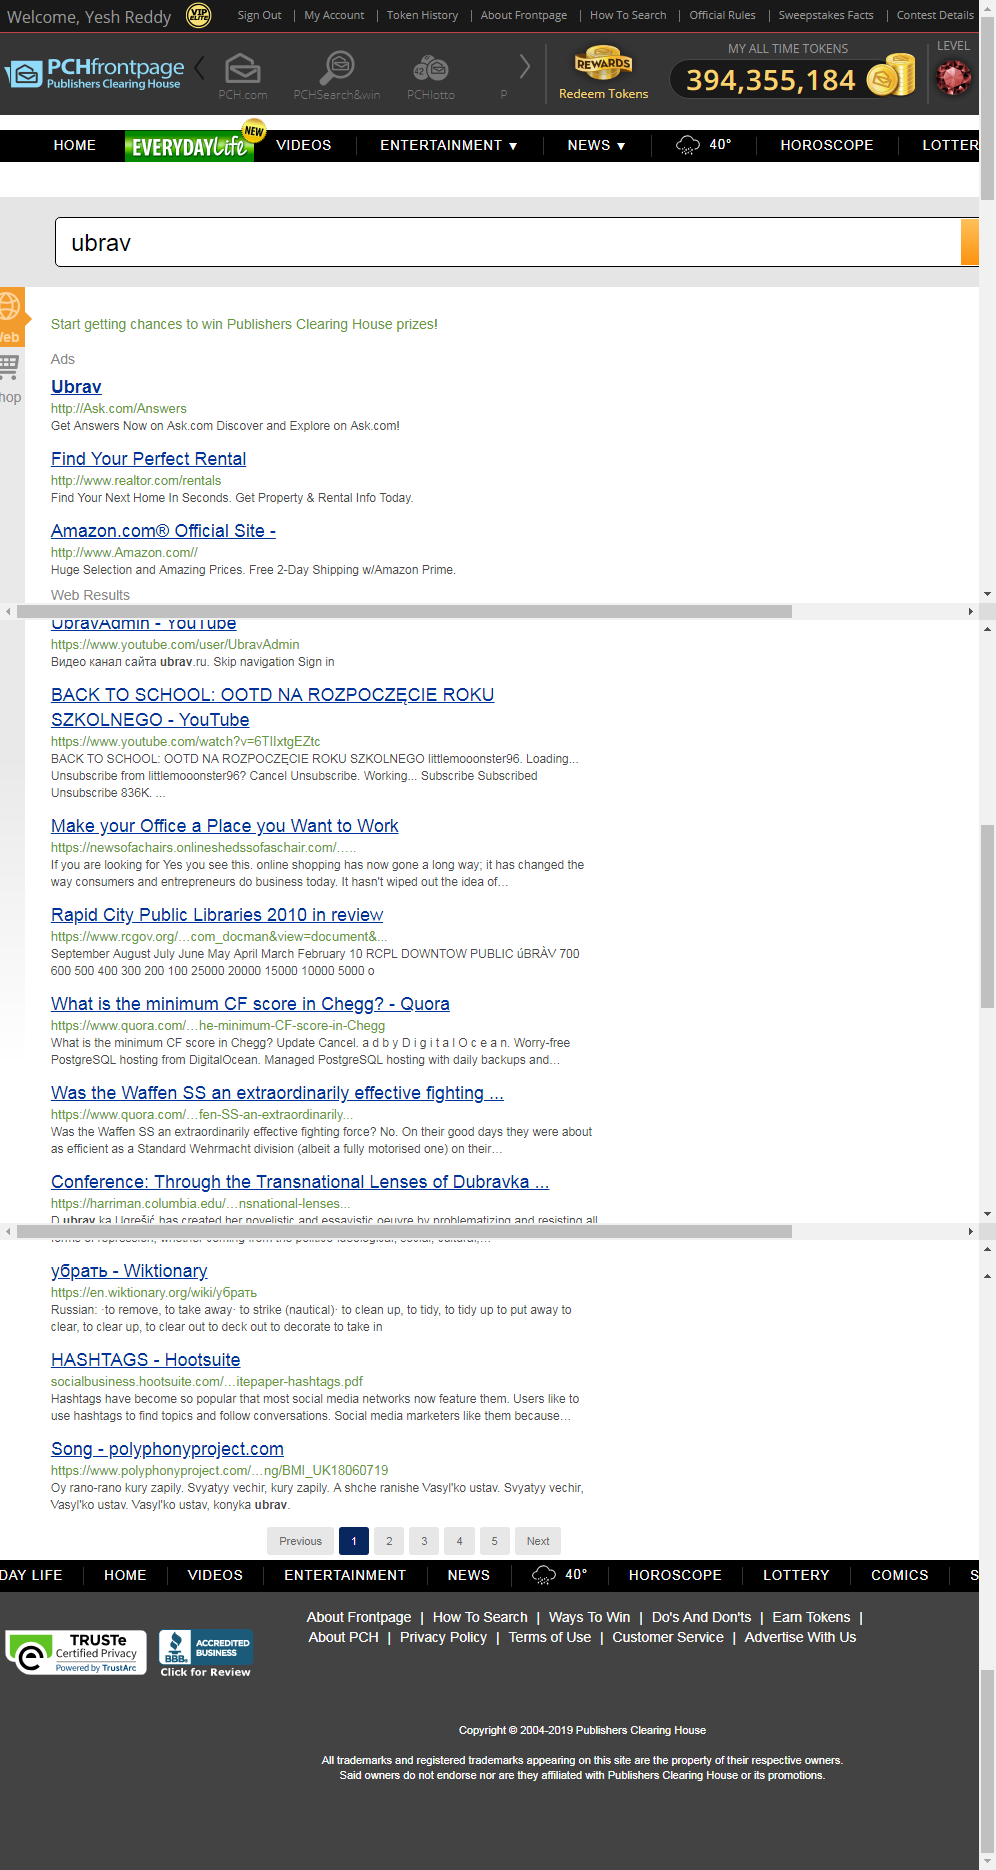 Welcome, Yesh Reddy VIP ELITE Sign Out | My Account | Token History | About Frontpage | How To Search | Official Rules | Sweepstakes Facts | Contest Details
MY ALL TIME TOKENS LEVEL
PCHfrontpage
Publishers Clearing House
REWARDS
394,355,184
PCH.com PCHSearch&win PCHlotto P Redeem Tokens
NEW
HOME EVERYDAY Life VIDEOS ENTERTAINMENT ▼ NEWS ▼ 40° HOROSCOPE LOTTER
ubrav
Start getting chances to win Publishers Clearing House prizes!
eb
hop
Ads
Ubrav
http://Ask.com/Answers
Get Answers Now on Ask.com Discover and Explore on Ask.com!
Find Your Perfect Rental
http://www.realtor.com/rentals
Find Your Next Home In Seconds. Get Property & Rental Info Today.
Amazon.com® Official Site -
http://www.Amazon.com//
Huge Selection and Amazing Prices. Free 2-Day Shipping w/Amazon Prime.
Web Results
UbravAdmin - YouTube
https://www.youtube.com/user/UbravAdmin
Видео канал сайта ubrav.ru. Skip navigation Sign in
BACK TO SCHOOL: OOTD NA ROZPOCZĘCIE ROKU
SZKOLNEGO - YouTube
https://www.youtube.com/watch?v=6TIIxtgEZtc
BACK TO SCHOOL: OOTD NA ROZPOCZĘCIE ROKU SZKOLNEGO littlemooonster96. Loading...
Unsubscribe from littlemooonster96? Cancel Unsubscribe. Working... Subscribe Subscribed
Unsubscribe 836K. ...
Make your Office a Place you Want to Work
https://newsofachairs.onlineshedssofaschair.com/…..
If you are looking for Yes you see this. online shopping has now gone a long way; it has changed the
way consumers and entrepreneurs do business today. It hasn't wiped out the idea of…
Rapid City Public Libraries 2010 in review
https://www.rcgov.org/…com_docman&view=document&...
September August July June May April March February 10 RCPL DOWNTOW PUBLIC úBRÀV 700
600 500 400 300 200 100 25000 20000 15000 10000 5000 o
What is the minimum CF score in Chegg? - Quora
https://www.quora.com/…he-minimum-CF-score-in-Chegg
What is the minimum CF score in Chegg? Update Cancel. a d b y D i g i t a l O c e a n. Worry-free
PostgreSQL hosting from DigitalOcean. Managed PostgreSQL hosting with daily backups and…
Was the Waffen SS an extraordinarily effective fighting ...
https://www.quora.com/…fen-SS-an-extraordinarily...
Was the Waffen SS an extraordinarily effective fighting force? No. On their good days they were about
as efficient as a Standard Wehrmacht division (albeit a fully motorised one) on their…
Conference: Through the Transnational Lenses of Dubravka ...
https://harriman.columbia.edu/…nsnational-lenses...
D ubrav ka Ugrešić has created her novelistic and essayistic oeuvre by problematizing and resisting all
forms of repression, whether coming from the politico-ideological, social, cultural,…
убрать - Wiktionary
https://en.wiktionary.org/wiki/убрать
Russian: ·to remove, to take away· to strike (nautical)· to clean up, to tidy, to tidy up to put away to
clear, to clear up, to clear out to deck out to decorate to take in
HASHTAGS - Hootsuite
socialbusiness.hootsuite.com/…itepaper-hashtags.pdf
Hashtags have become so popular that most social media networks now feature them. Users like to
use hashtags to find topics and follow conversations. Social media marketers like them because…
Song - polyphonyproject.com
https://www.polyphonyproject.com/…ng/BMI_UK18060719
Oy rano-rano kury zapily. Svyatyy vechir, kury zapily. A shche ranishe Vasyl'ko ustav. Svyatyy vechir,
Vasyl'ko ustav. Vasyl'ko ustav, konyka ubrav.
Previous 1 2 3 4 5 Next
DAY LIFE HOME VIDEOS ENTERTAINMENT NEWS 40° HOROSCOPE LOTTERY COMICS S
About Frontpage | How To Search | Ways To Win | Do's And Don'ts | Earn Tokens |
About PCH | Privacy Policy | Terms of Use | Customer Service | Advertise With Us
TRUSTe
Certified Privacy
Powered by TrustArc
BBB. ACCREDITED BUSINESS
Click for Review
Copyright © 2004-2019 Publishers Clearing House
All trademarks and registered trademarks appearing on this site are the property of their respective owners.
Said owners do not endorse nor are they affiliated with Publishers Clearing House or its promotions.